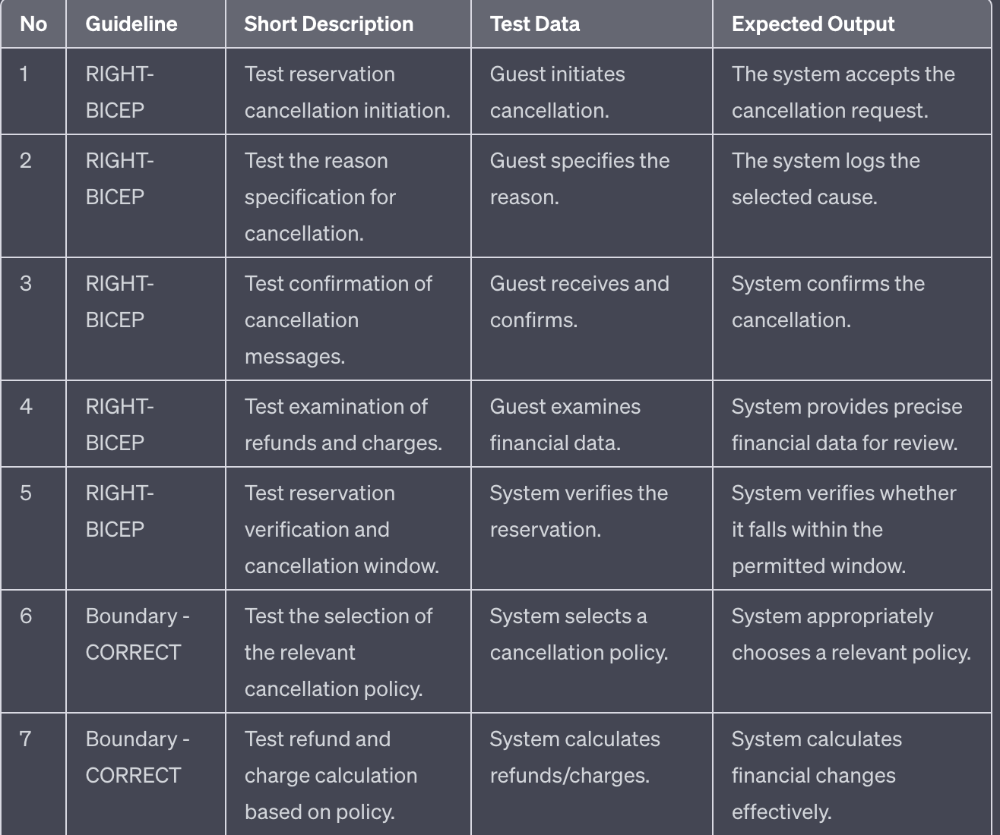 No Guideline Short Description Test Data Expected Output
1 RIGHT- Test reservation Guest initiates The system accepts the
BICEP cancellation initiation. cancellation. cancellation request.
2 RIGHT- Test the reason Guest specifies the The system logs the
BICEP specification for reason. selected cause.
cancellation.
3 RIGHT- Test confirmation of Guest receives and System confirms the
BICEP cancellation confirms. cancellation.
messages.
4 RIGHT- Test examination of Guest examines System provides precise
BICEP refunds and charges. financial data. financial data for review.
5 RIGHT- Test reservation System verifies the System verifies whether
BICEP verification and reservation. it falls within the
cancellation window. permitted window.
6 Boundary - Test the selection of System selects a System appropriately
CORRECT the relevant cancellation policy. chooses a relevant policy.
cancellation policy.
7 Boundary - Test refund and System calculates System calculates
CORRECT charge calculation refunds/charges. financial changes
based on policy. effectively.